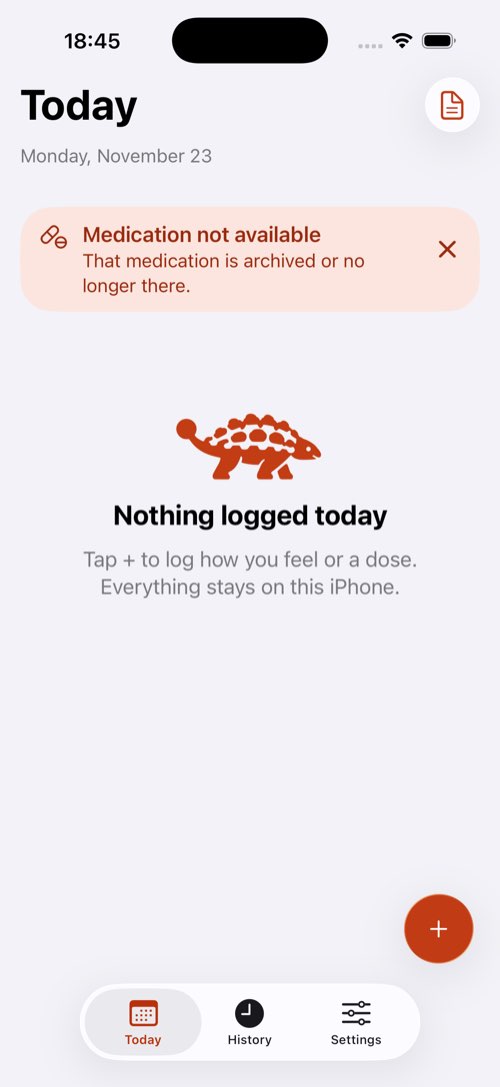 18:45
Today
Monday, November 23
Medication not available
That medication is archived or no
longer there.
Nothing logged today
Tap + to log how you feel or a dose.
Everything stays on this iPhone.
Today
History
Settings